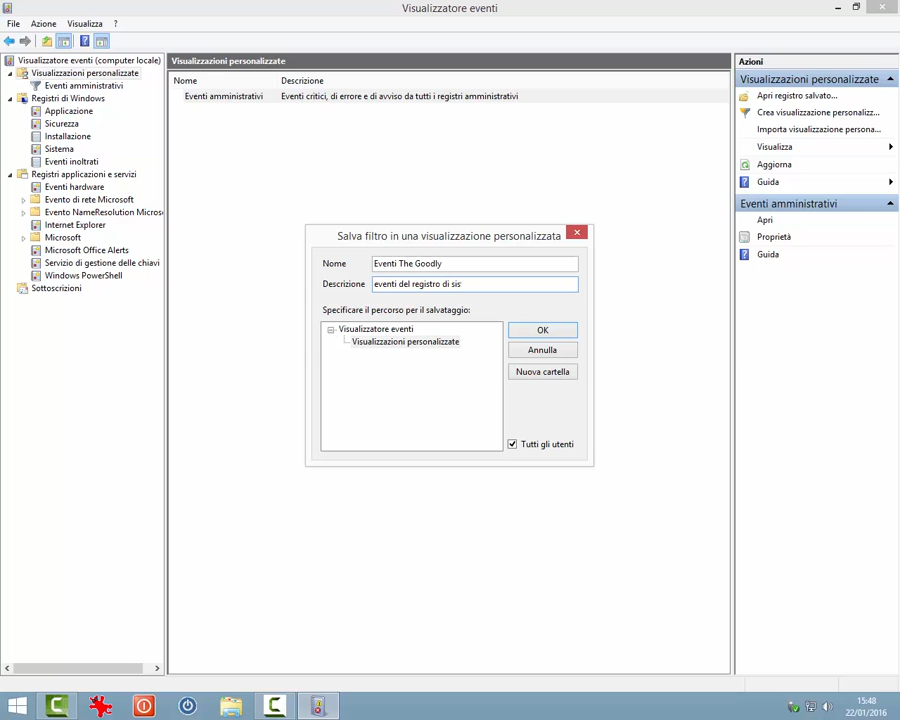 Visualizzatore eventi
File Azione Visualizza ?
Visualizzatore eventi (computer locale)
Visualizzazioni personalizzate
Eventi amministrativi
Registri di Windows
Applicazione
Sicurezza
Installazione
Sistema
Eventi inoltrati
Registri applicazioni e servizi
Eventi hardware
Evento di rete Microsoft
Evento NameResolution Micros
Internet Explorer
Microsoft
Microsoft Office Alerts
Servizio di gestione delle chiavi
Windows PowerShell
Sottoscrizioni
Visualizzazioni personalizzate
Nome Descrizione
Eventi amministrativi Eventi critici, di errore e di avviso da tutti i registri amministrativi
Salva filtro in una visualizzazione personalizzata
Nome Eventi The Goodly
Descrizione eventi del registro di sis
Specificare il percorso per il salvataggio:
Visualizzatore eventi
Visualizzazioni personalizzate
OK
Annulla
Nuova cartella
Tutti gli utenti
Azioni
Visualizzazioni personalizzate
Apri registro salvato...
Crea visualizzazione personalizz...
Importa visualizzazione persona...
Visualizza
Aggiorna
Guida
Eventi amministrativi
Apri
Proprietà
Guida
15:48
22/01/2016